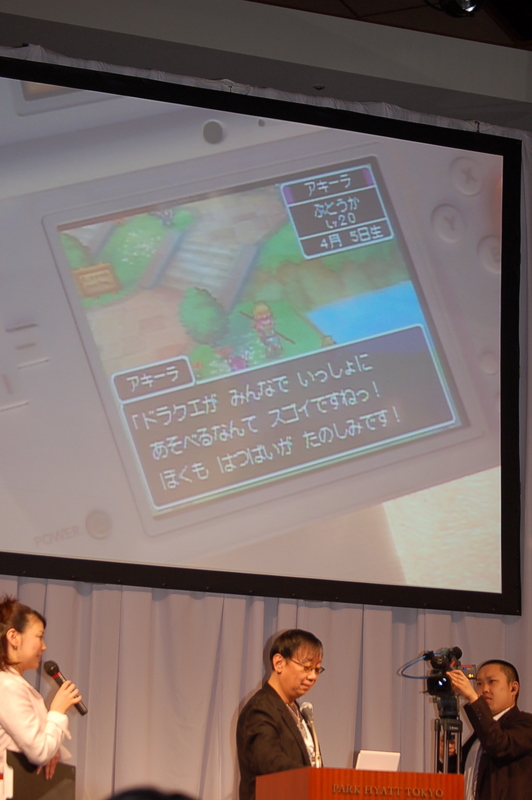 アキーラ
ぶとうか
Lv20
4月 5日生
アキーラ
「ドラクエが みんなで いっしょに
あそべるなんて スゴイですねっ!
ぼくも はつばいが たのしみです!
POWER
X
Y
PARK HYATT TOKYO